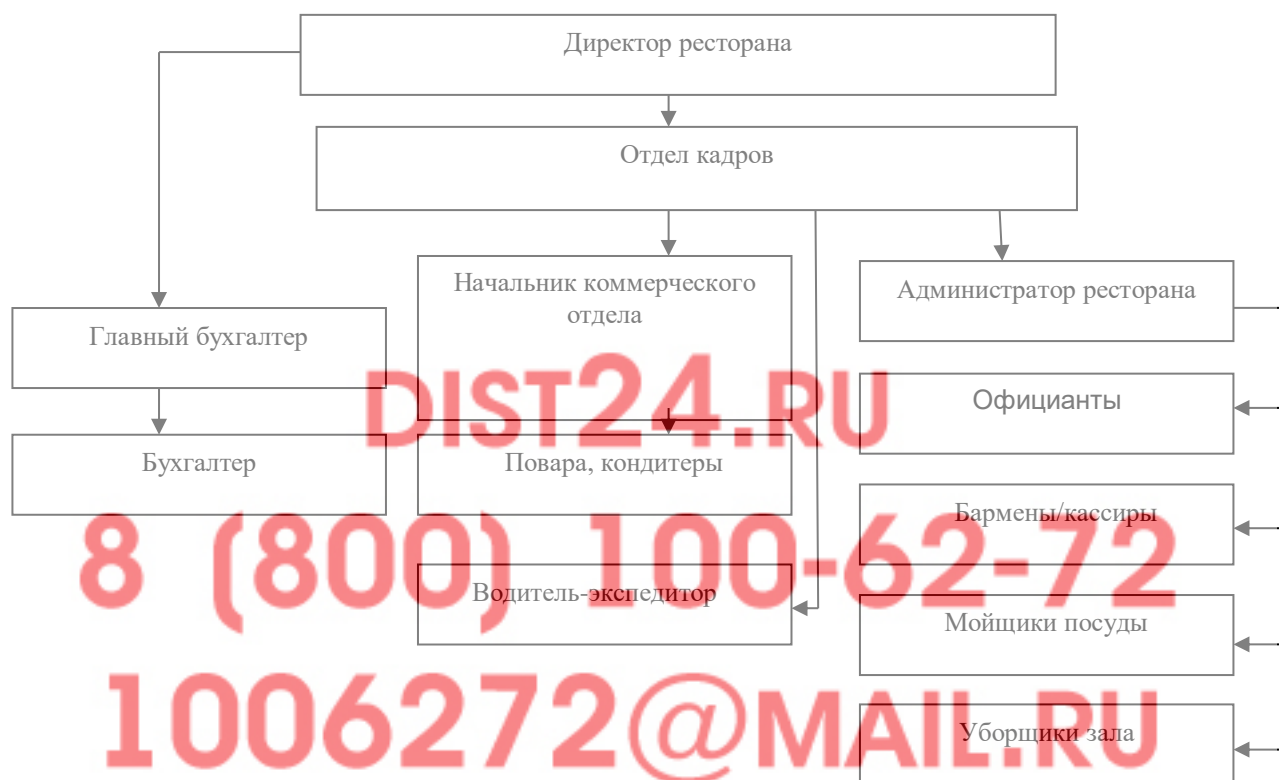 Директор ресторана
Отдел кадров
Начальник коммерческого
отдела
Администратор ресторана
Главный бухгалтер
Официанты
DIST24.RU
Бухгалтер
Повара, кондитеры
Бармены/кассиры
8 (800) 100-62-72
Водитель-экспедитор
Мойщики посуды
1006272@MAIL.RU
Уборщики зала